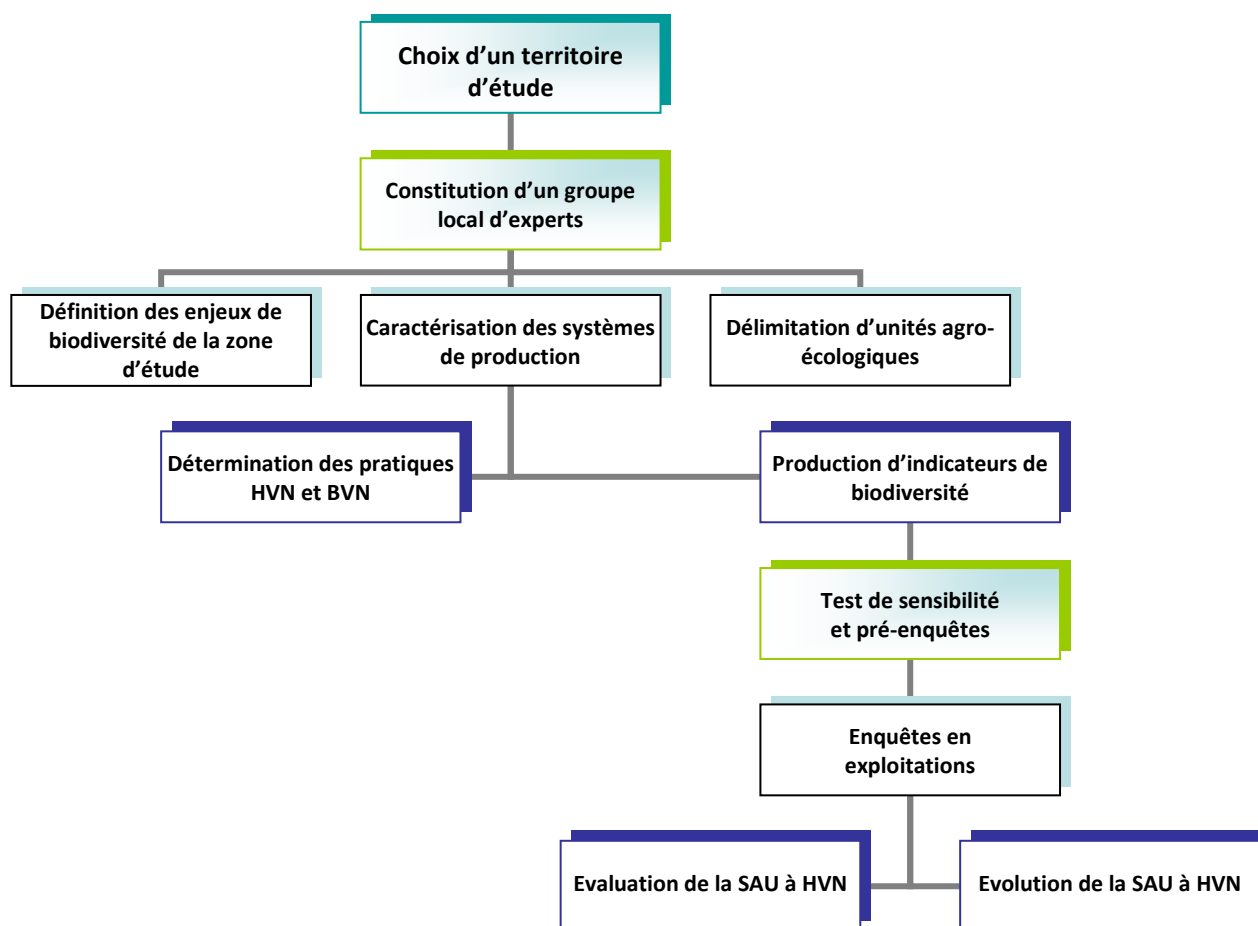 Choix d’un territoire
d’étude
Constitution d’un groupe
local d’experts
Définition des enjeux de
biodiversité de la zone
d’étude
Caractérisation des systèmes
de production
Délimitation d’unités agro-
écologiques
Détermination des pratiques
HVN et BVN
Production d’indicateurs de
biodiversité
Test de sensibilité
et pré-enquêtes
Enquêtes en
exploitations
Evaluation de la SAU à HVN
Evolution de la SAU à HVN